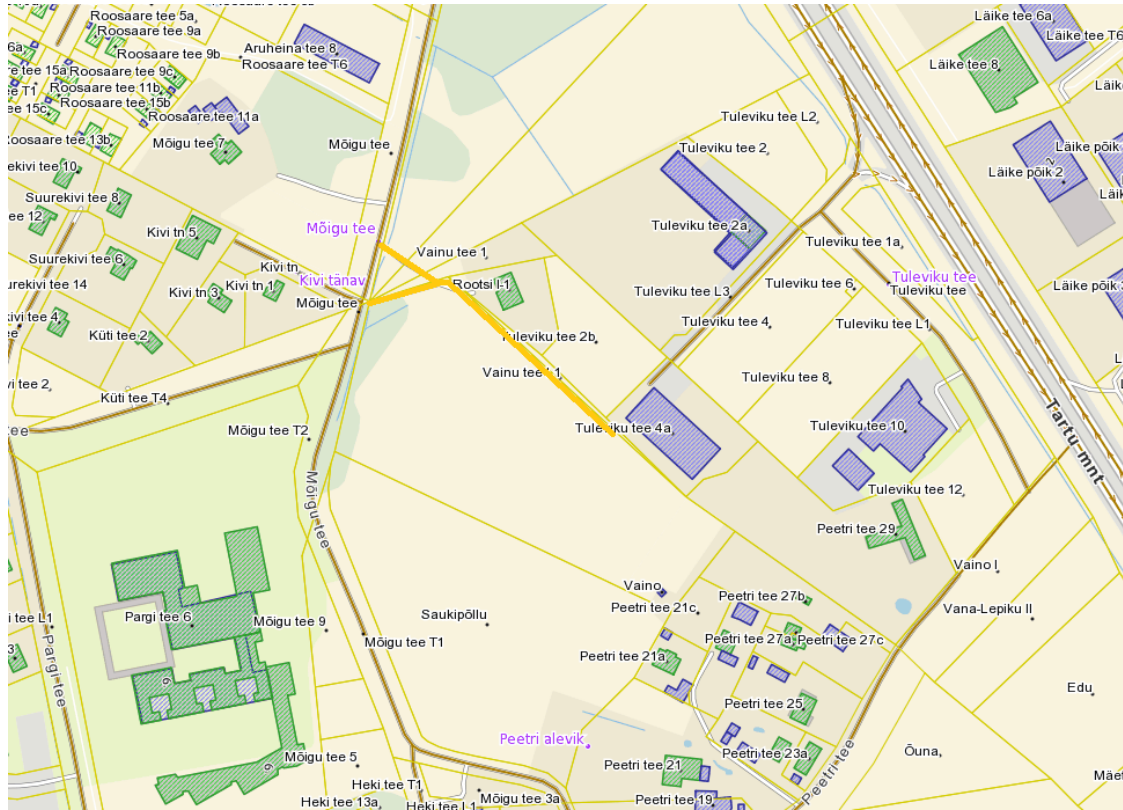 Roosaare tee 5a
Roosaare tee 9a
Roosaare tee 9b
Aruheina tee 8
Roosaare tee T6
Roosaare tee 9c
Roosaare tee 11b
Roosaare tee 15b
Roosaare tee 11a
Roosaare tee 13b
Mõigu tee 7
Mõigu tee
Suurekivi tee 8
Kivi tn 5
Suurekivi tee 6
Kivi tn
Kivi tn 3
Kivi tn 1
Küti tee 2
Küti tee T4
Mõigu tee
Kivi tänav
Mõigu tee
Vainu tee 1
Rootsi I-1
Tuleviku tee 2b
Vainu tee L1
Tuleviku tee 4a
Tuleviku tee L2
Tuleviku tee 2
Tuleviku tee 2a
Tuleviku tee 1a
Tuleviku tee L3
Tuleviku tee 6
Tuleviku tee
Tuleviku tee
Tuleviku tee 4
Tuleviku tee L1
Tuleviku tee 8
Tuleviku tee 10
Tuleviku tee 12
Läike tee 6a
Läike tee T6
Läike tee 8
Läike põik
Läike põik 2
2
Tartu mnt
Peetri tee 29
Vaino I
Vana-Lepiku II
Edu
Õuna
Mõigu tee T2
Mõigu tee
Pargi tee 6
Mõigu tee 9
Mõigu tee T1
Saukipõllu
Vaino
Peetri tee 21c
Peetri tee 27b
Peetri tee 27a
Peetri tee 27c
Peetri tee 21a
Peetri tee 25
Peetri tee 23a
Peetri tee 21
Peetri tee 19
Peetri tee
Peetri alevik
Pargi tee
6
6
Mõigu tee 5
Heki tee T1
Heki tee 13a
Heki tee L1
Mõigu tee 3a